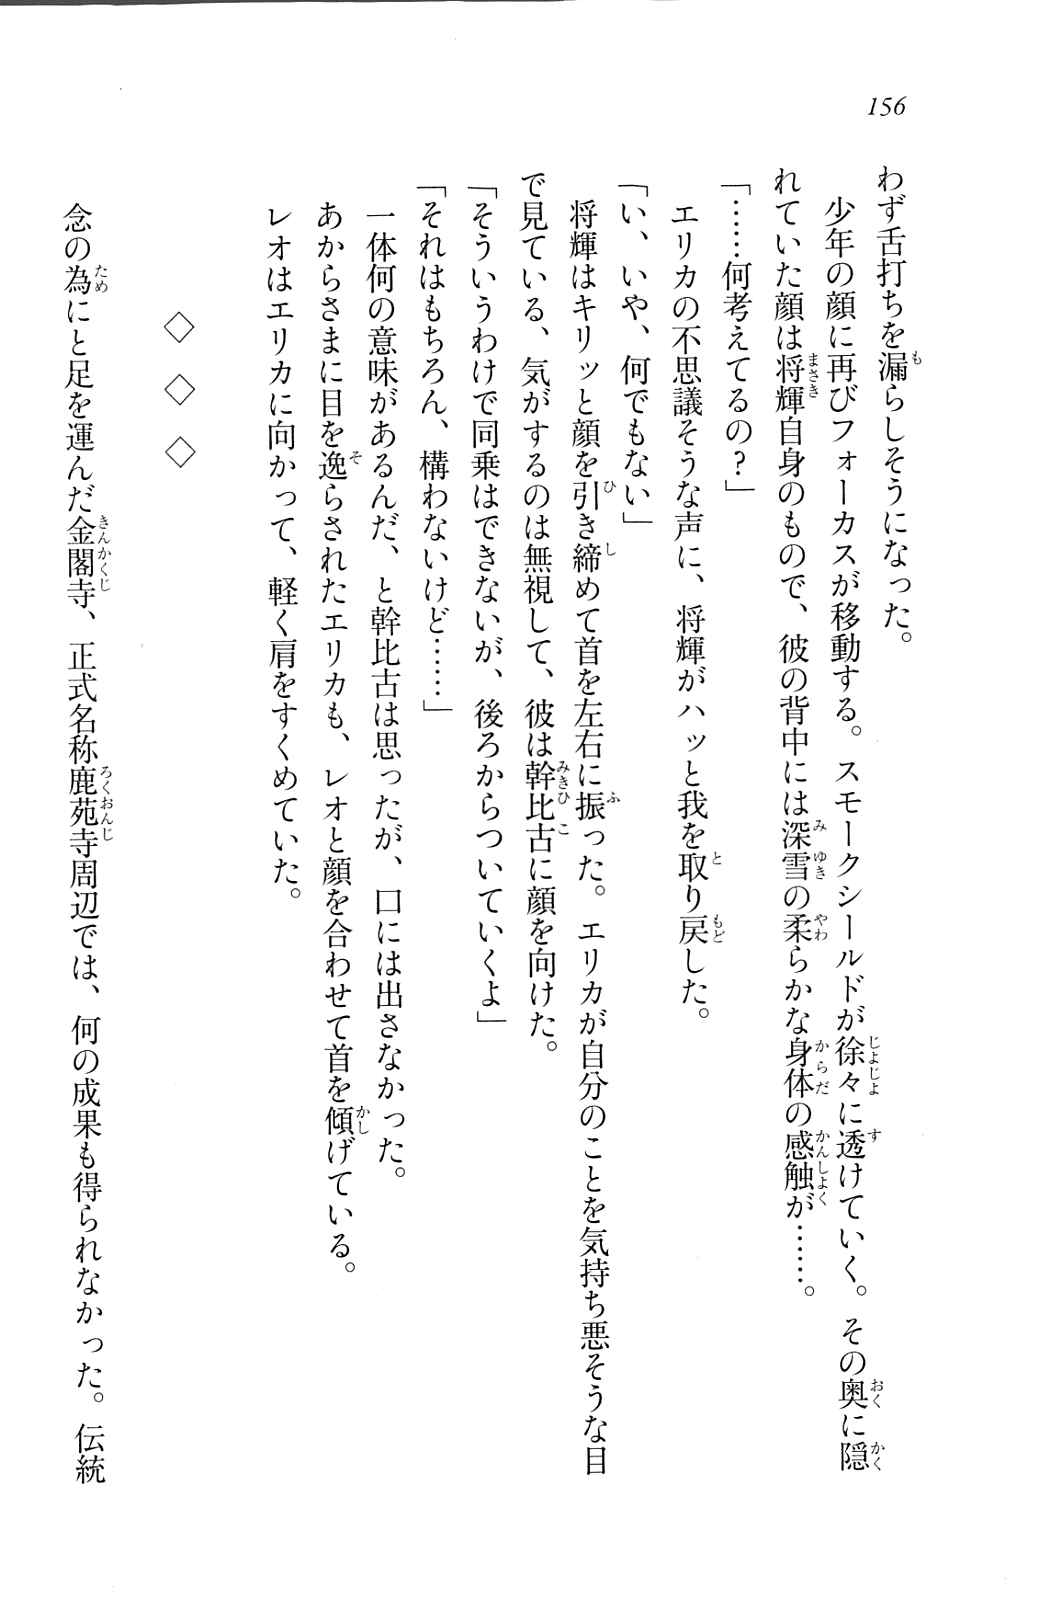 156
わず舌打ちを漏らしそうになった。
少年の顔に再びフォーカスが移動する。スモークシールドが徐々に透けていく。その奥に隠
れていた顔は将輝自身のもので、彼の背中には深雪の柔らかな身体の感触が……。
「……何考えてるの？」
エリカの不思議そうな声に、将輝がハッと我を取り戻した。
「い、いや、何でもない」
将輝はキリッと顔を引き締めて首を左右に振った。エリカが自分のことを気持ち悪そうな目
で見ている、気がするのは無視して、彼は幹比古に顔を向けた。
「そういうわけで同乗はできないが、後ろからついていくよ」
「それはもちろん、構わないけど……」
一体何の意味があるんだ、と幹比古は思ったが、口には出さなかった。
あからさまに目を逸らされたエリカも、レオと顔を合わせて首を傾げている。
レオはエリカに向かって、軽く肩をすくめていた。
◇ ◇ ◇
念の為にと足を運んだ金閣寺、正式名称鹿苑寺周辺では、何の成果も得られなかった。伝統